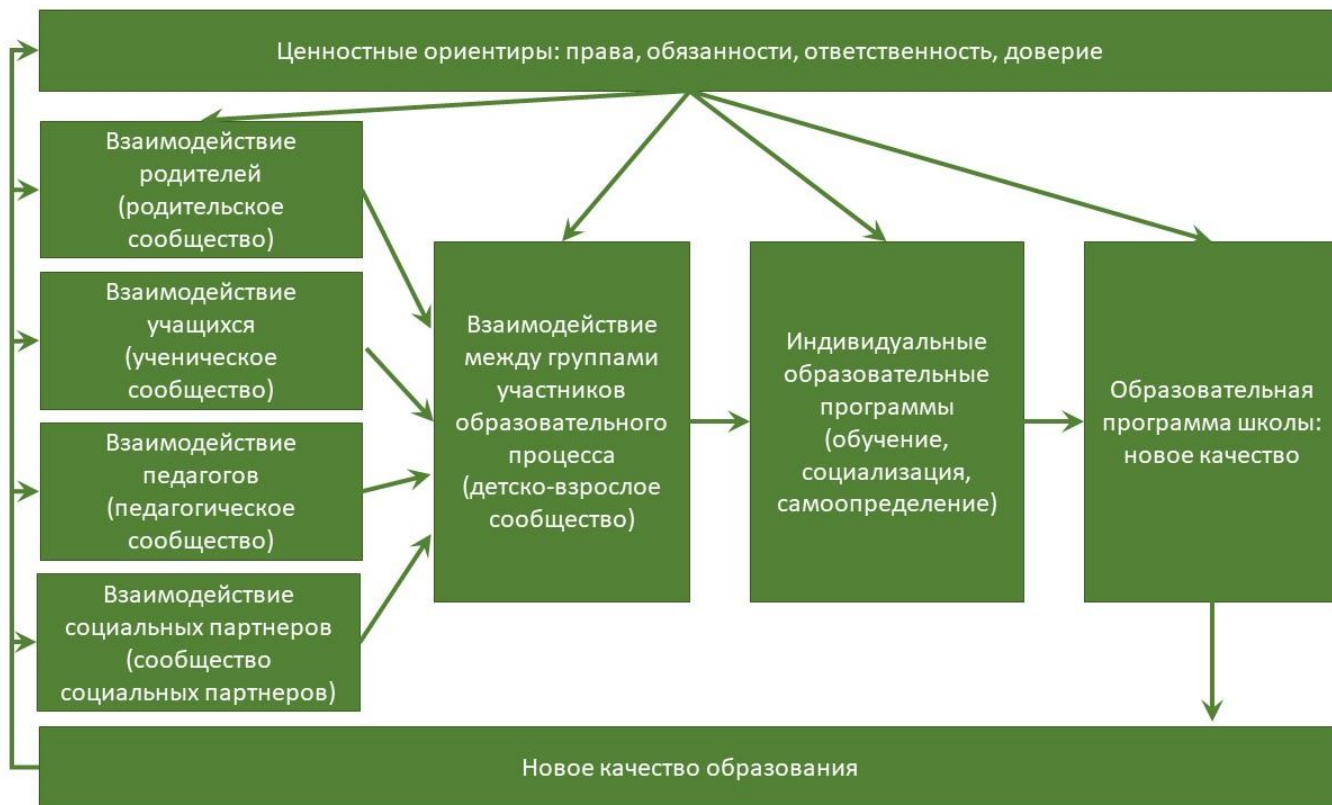 Ценностные ориентиры: права, обязанности, ответственность, доверие
Взаимодействие
родителей
(родительское
сообщество)
Взаимодействие
учащихся
(ученическое
сообщество)
Взаимодействие
педагогов
(педагогическое
сообщество)
Взаимодействие
социальных партнеров
(сообщество
социальных партнеров)
Взаимодействие
между группами
участников
образовательного
процесса
(детско-взрослое
сообщество)
Индивидуальные
образовательные
программы
(обучение,
социализация,
самоопределение)
Образовательная
программа школы:
новое качество
Новое качество образования